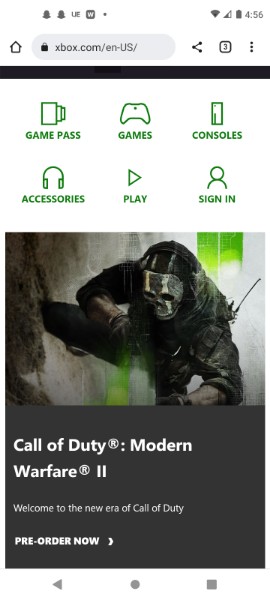 UE W 4:56
xbox.com/en-US/ 3
GAME PASS GAMES CONSOLES
ACCESSORIES PLAY SIGN IN
Call of Duty®: Modern
Warfare® II
Welcome to the new era of Call of Duty
PRE-ORDER NOW